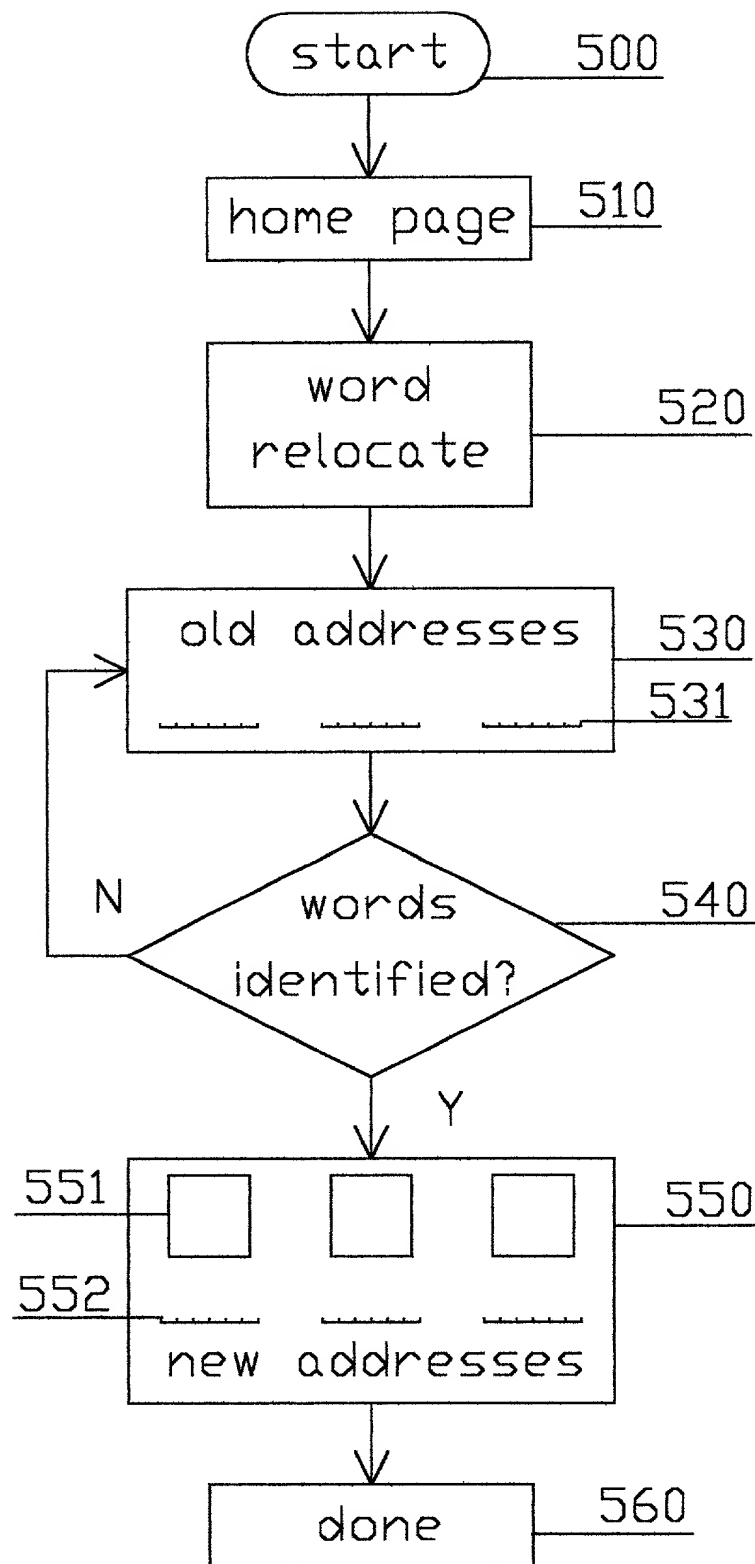 start 500
home page 510
word
relocate 520
old addresses 530
531
N
words 540
identified?
Y
551 550
552
new addresses
done 560